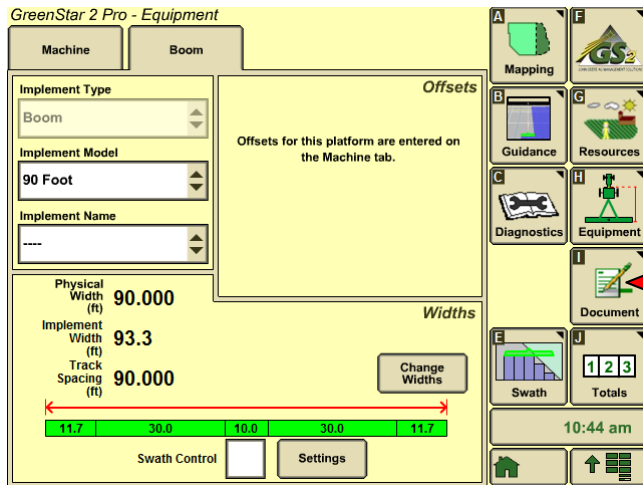 GreenStar 2 Pro - Equipment
Machine
Boom
Implement Type
Boom
Implement Model
90 Foot
Implement Name
----
Offsets
Offsets for this platform are entered on
the Machine tab.
Physical
Width
(ft)
90.000
Implement
Width
(ft)
93.3
Track
Spacing
(ft)
90.000
Widths
Change
Widths
11.7 30.0 10.0 30.0 11.7
Swath Control
Settings
A
Mapping
F
GS2
B
Guidance
G
Resources
C
Diagnostics
H
Equipment
I
Document
E
Swath
J
1 2 3
Totals
10:44 am